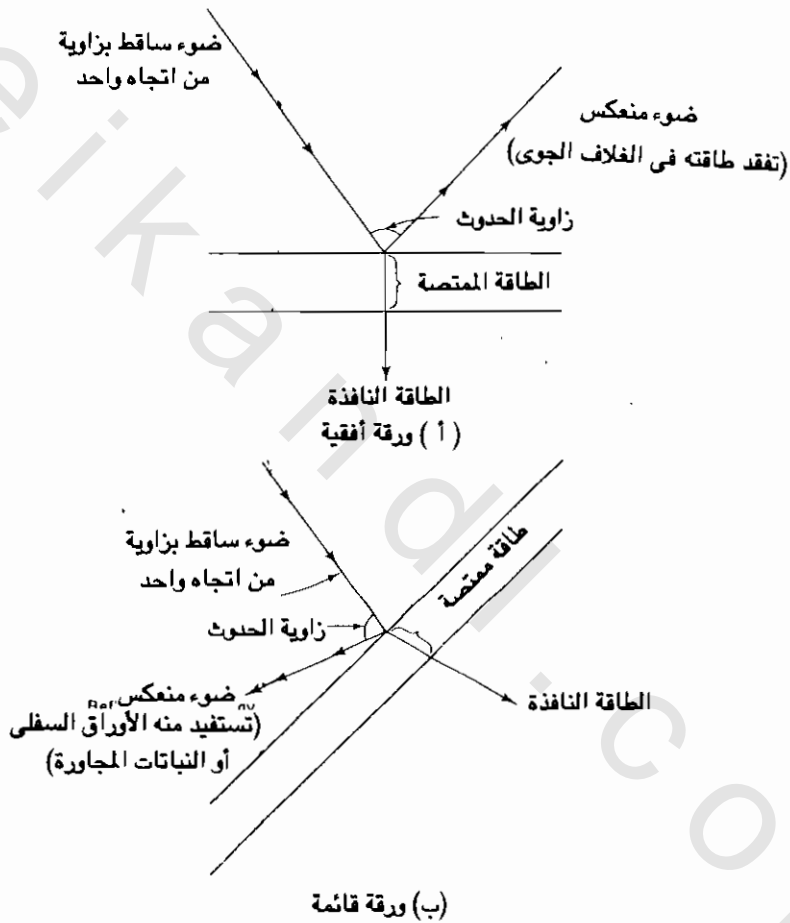 ضوء ساقط بزاوية
من اتجاه واحد
ضوء منعكس
(تفقد طاقته فى الغلاف الجوى)
زاوية الحدوث
الطاقة الممتصة
الطاقة النافذة
( أ ) ورقة أفقية
ضوء ساقط بزاوية
من اتجاه واحد
طاقة ممتصة
زاوية الحدوث
الطاقة النافذة
ضوء منعكس
(تستفيد منه الأوراق السفلى
أو النباتات المجاورة)
(ب) ورقة قائمة
eikandl.co